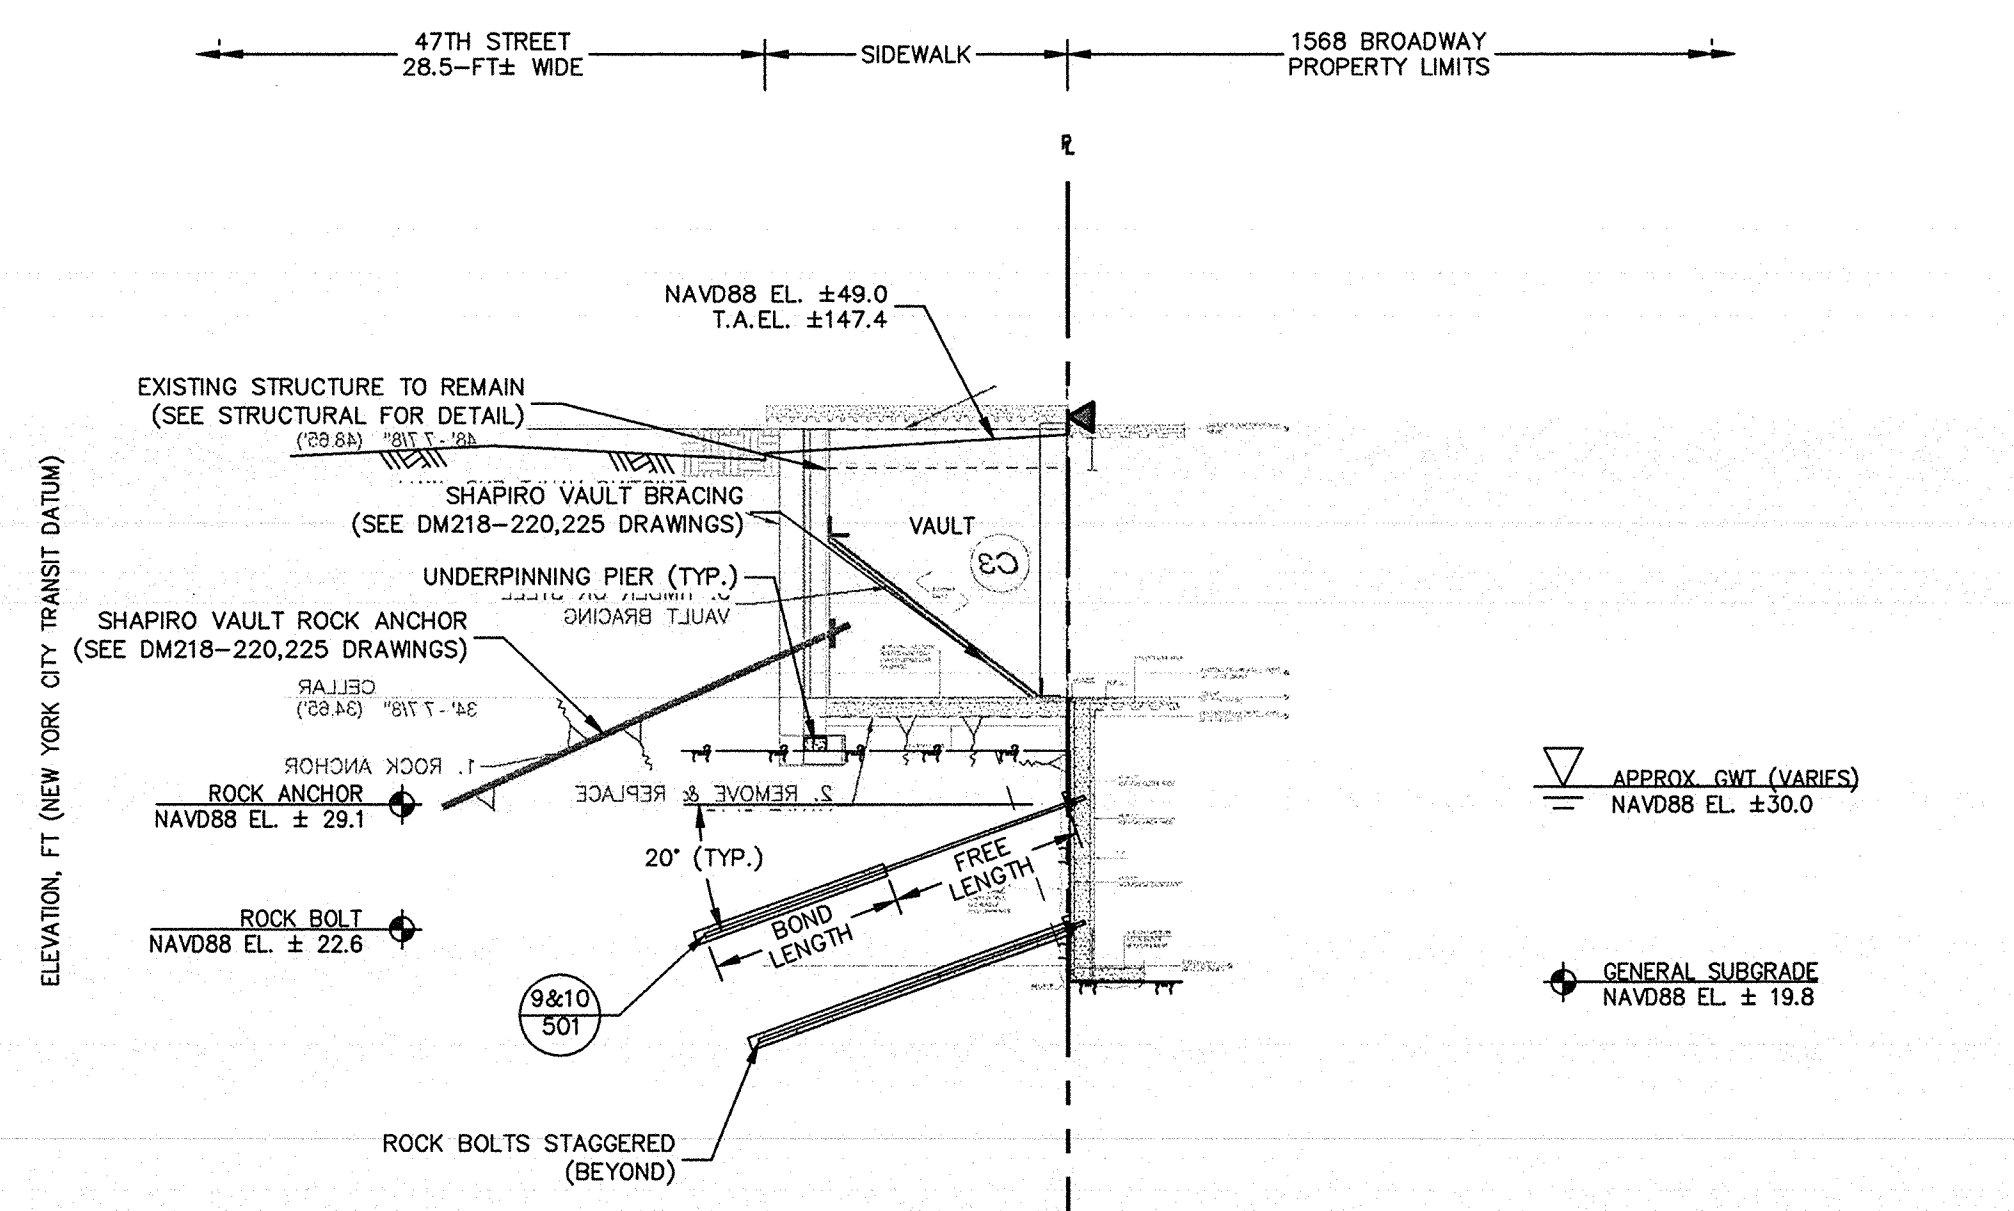 47TH STREET
28.5-FT± WIDE
SIDEWALK
1568 BROADWAY
PROPERTY LIMITS
PL
NAVD88 EL. ±49.0
T.A.EL. ±147.4
EXISTING STRUCTURE TO REMAIN
(SEE STRUCTURAL FOR DETAIL)
48'-7 7/8" (48.65')
SHAPIRO VAULT BRACING
(SEE DM218-220,225 DRAWINGS)
VAULT
C3
UNDERPINNING PIER (TYP.)
3. TIMBER OR STEEL
VAULT BRACING
SHAPIRO VAULT ROCK ANCHOR
(SEE DM218-220,225 DRAWINGS)
CELLAR
34'-7 7/8" (34.65')
1. ROCK ANCHOR
2. REMOVE & REPLACE
ROCK ANCHOR
NAVD88 EL. ± 29.1
20° (TYP.)
FREE
LENGTH
BOND
LENGTH
ROCK BOLT
NAVD88 EL. ± 22.6
9&10
501
ROCK BOLTS STAGGERED
(BEYOND)
APPROX. GWT (VARIES)
NAVD88 EL. ±30.0
GENERAL SUBGRADE
NAVD88 EL. ± 19.8
ELEVATION, FT (NEW YORK CITY TRANSIT DATUM)